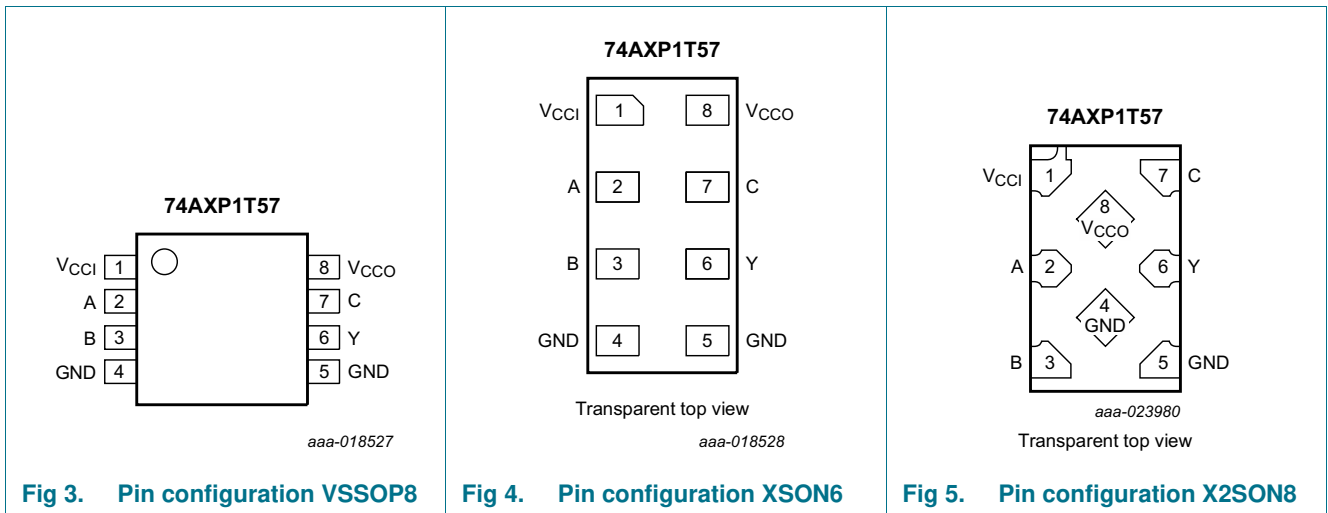 74AXP1T57
VCCI 1 8 VCCO
A 2 7 C
B 3 6 Y
GND 4 5 GND
aaa-018527
Fig 3. Pin configuration VSSOP8
74AXP1T57
VCCI 1 8 VCCO
A 2 7 C
B 3 6 Y
GND 4 5 GND
Transparent top view
aaa-018528
Fig 4. Pin configuration XSON6
74AXP1T57
VCCI 1 7 C
8
VCCO
A 2 6 Y
4
GND
B 3 5 GND
aaa-023980
Transparent top view
Fig 5. Pin configuration X2SON8